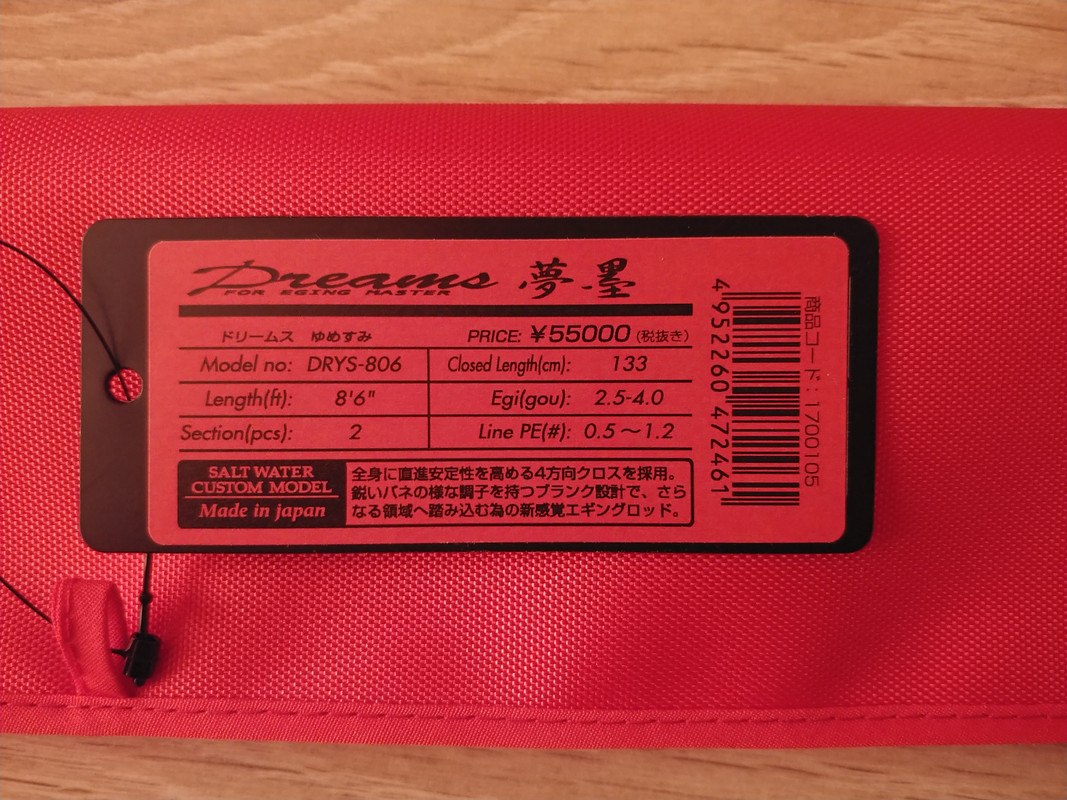 Dreams 夢墨
FOR EGING MASTER
ドリームス ゆめすみ PRICE: ¥55000 (税抜き)
Model no: DRYS-806 Closed Length(cm): 133
Length(ft): 8'6" Egi(gou): 2.5-4.0
Section(pcs): 2 Line PE(#): 0.5～1.2
SALT WATER
CUSTOM MODEL
Made in japan
全身に直進安定性を高める4方向クロスを採用。
鋭いバネの様な調子を持つブランク設計で、さら
なる領域へ踏み込む為の新感覚エギングロッド。
商品コード：1700105
4952260 472461